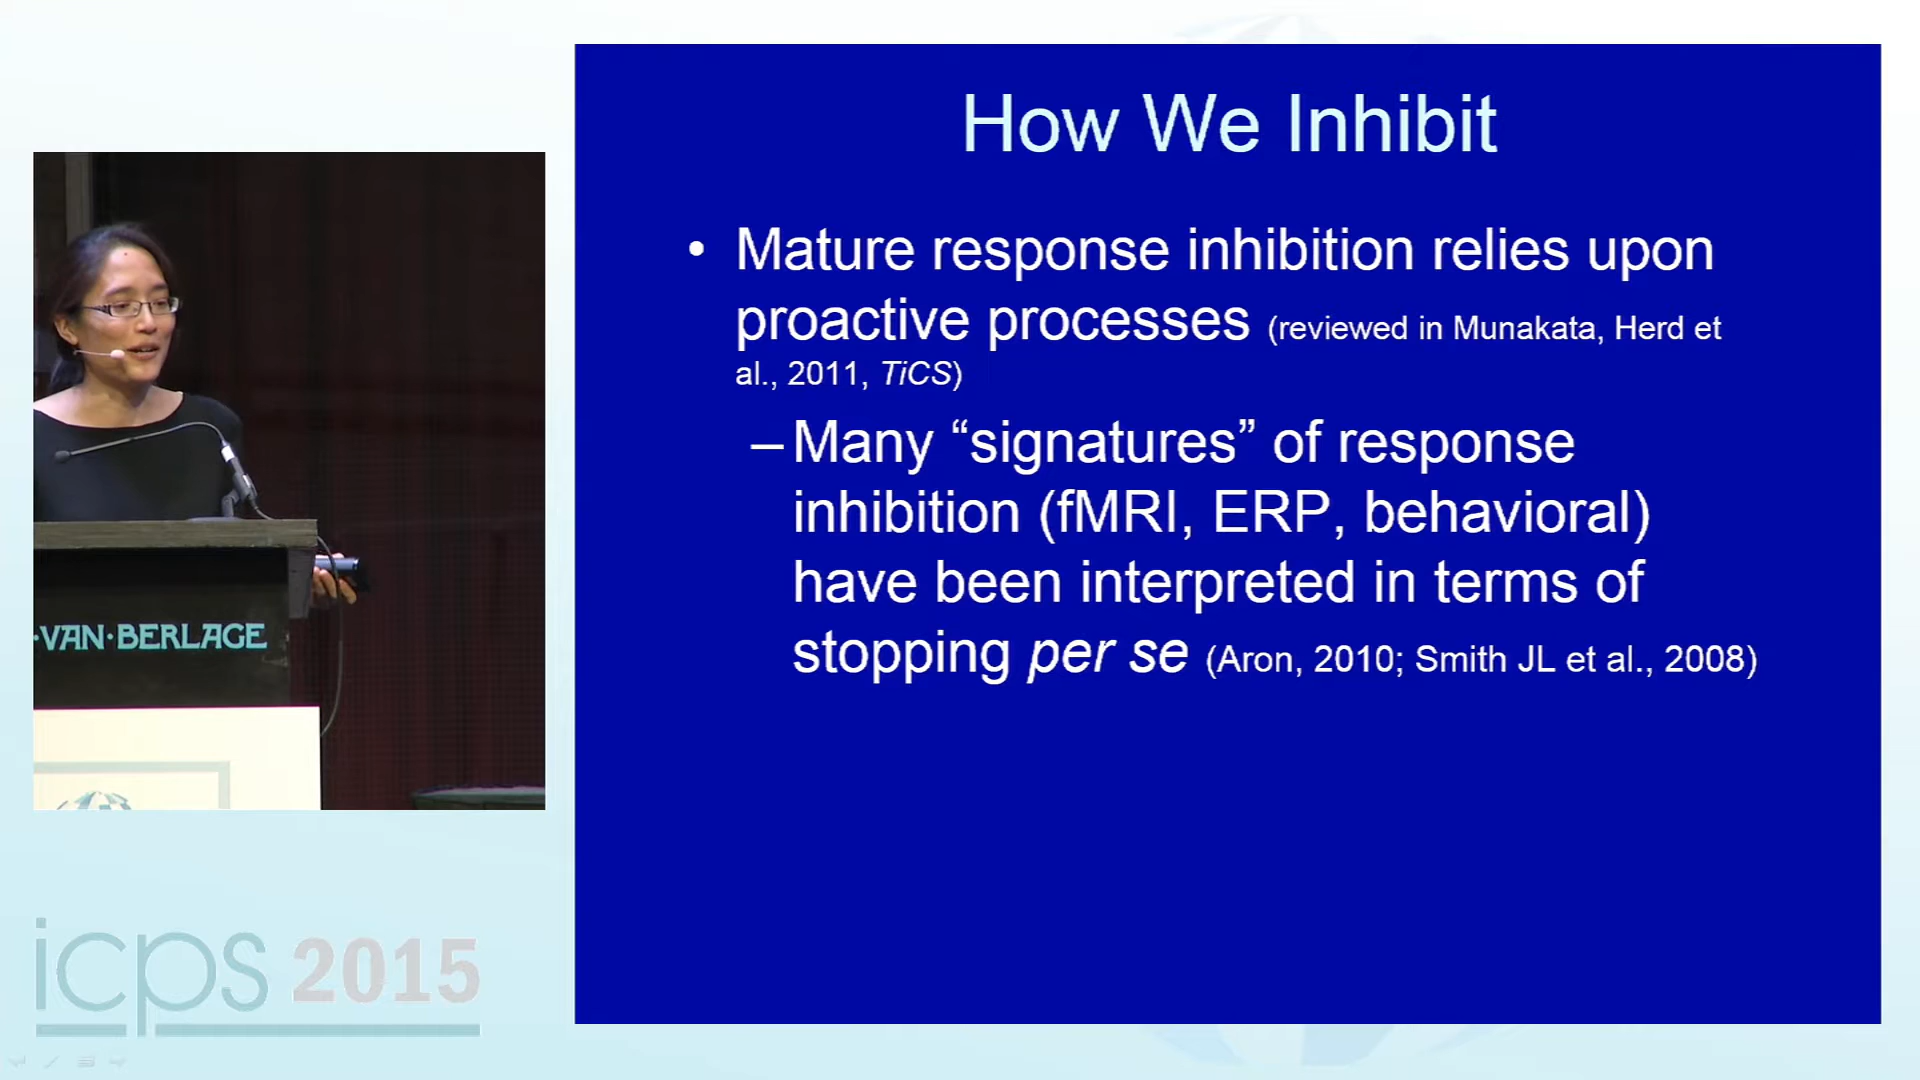 How We Inhibit
• Mature response inhibition relies upon
proactive processes (reviewed in Munakata, Herd et
al., 2011, TiCS)
– Many “signatures” of response
inhibition (fMRI, ERP, behavioral)
have been interpreted in terms of
stopping per se (Aron, 2010; Smith JL et al., 2008)
·VAN·BERLAGE
icps 2015